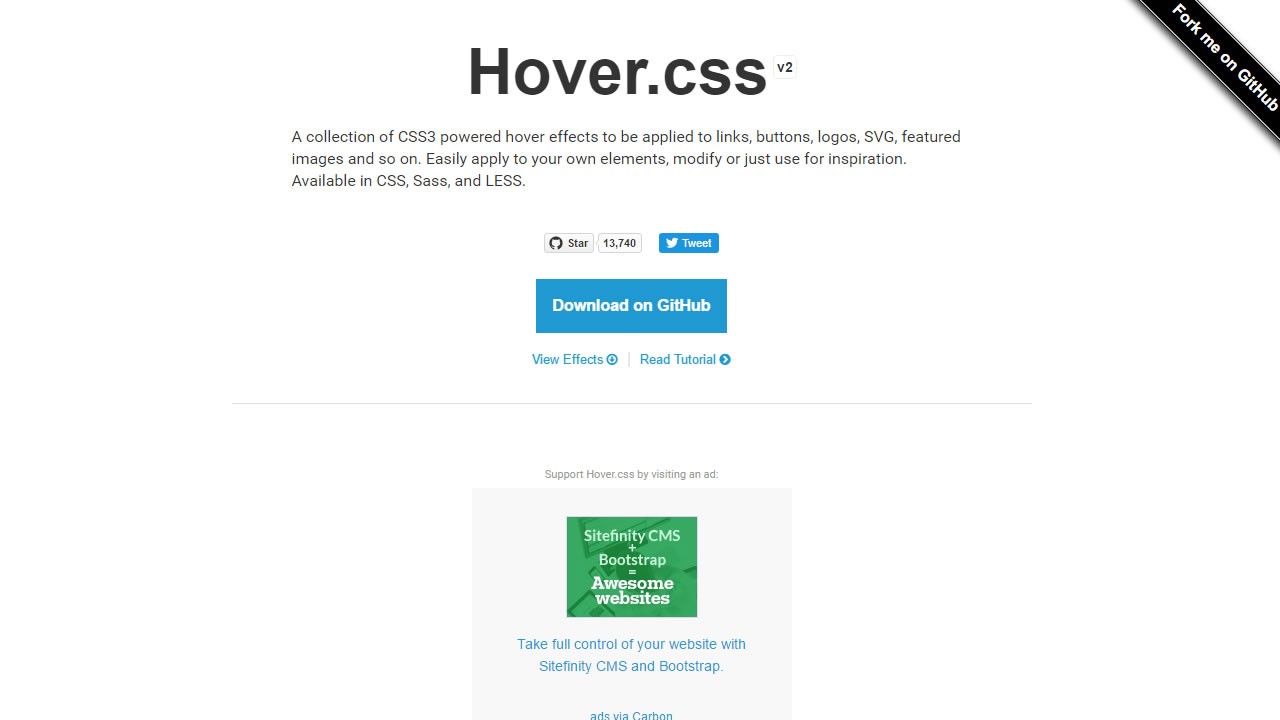 Fork me on GitHub
Hover.css v2
A collection of CSS3 powered hover effects to be applied to links, buttons, logos, SVG, featured
images and so on. Easily apply to your own elements, modify or just use for inspiration.
Available in CSS, Sass, and LESS.
Star 13,740 Tweet
Download on GitHub
View Effects Read Tutorial
Support Hover.css by visiting an ad:
Sitefinity CMS
+
Bootstrap
=
Awesome
websites
Take full control of your website with
Sitefinity CMS and Bootstrap.
ads via Carbon